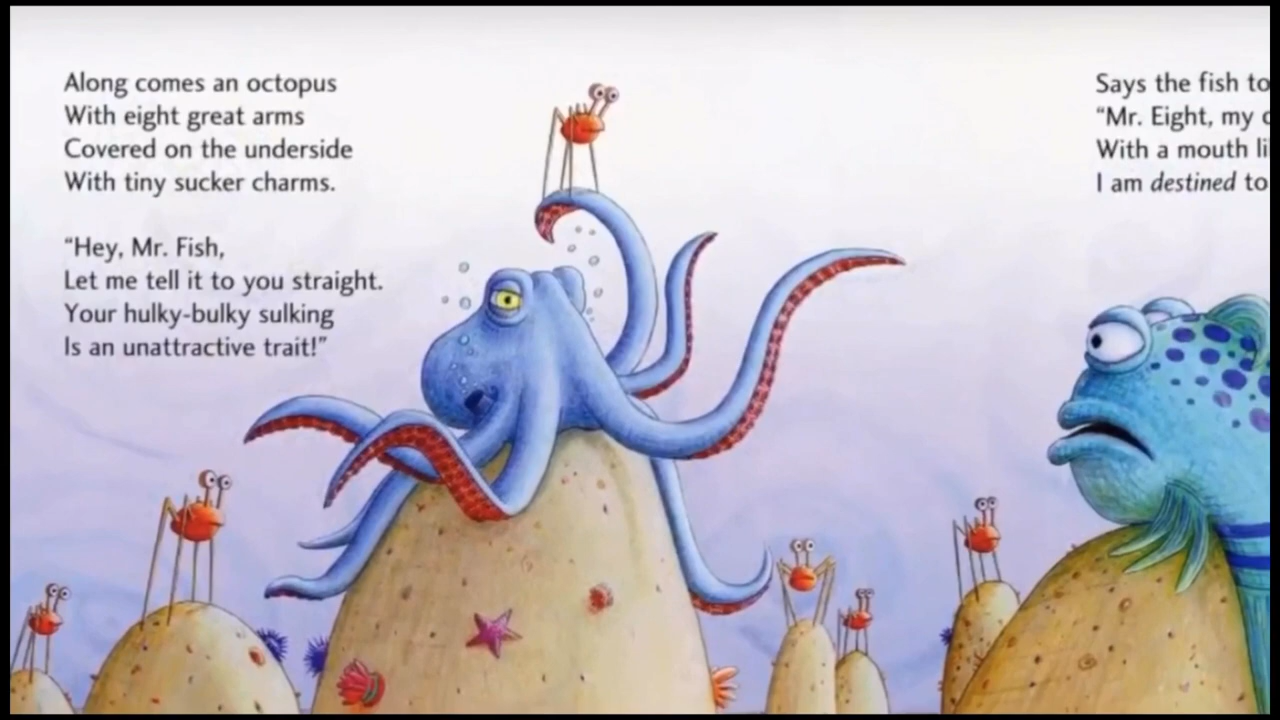 Along comes an octopus
With eight great arms
Covered on the underside
With tiny sucker charms.
“Hey, Mr. Fish,
Let me tell it to you straight.
Your hulky-bulky sulking
Is an unattractive trait!”
Says the fish to
“Mr. Eight, my
With a mouth
I am destined to